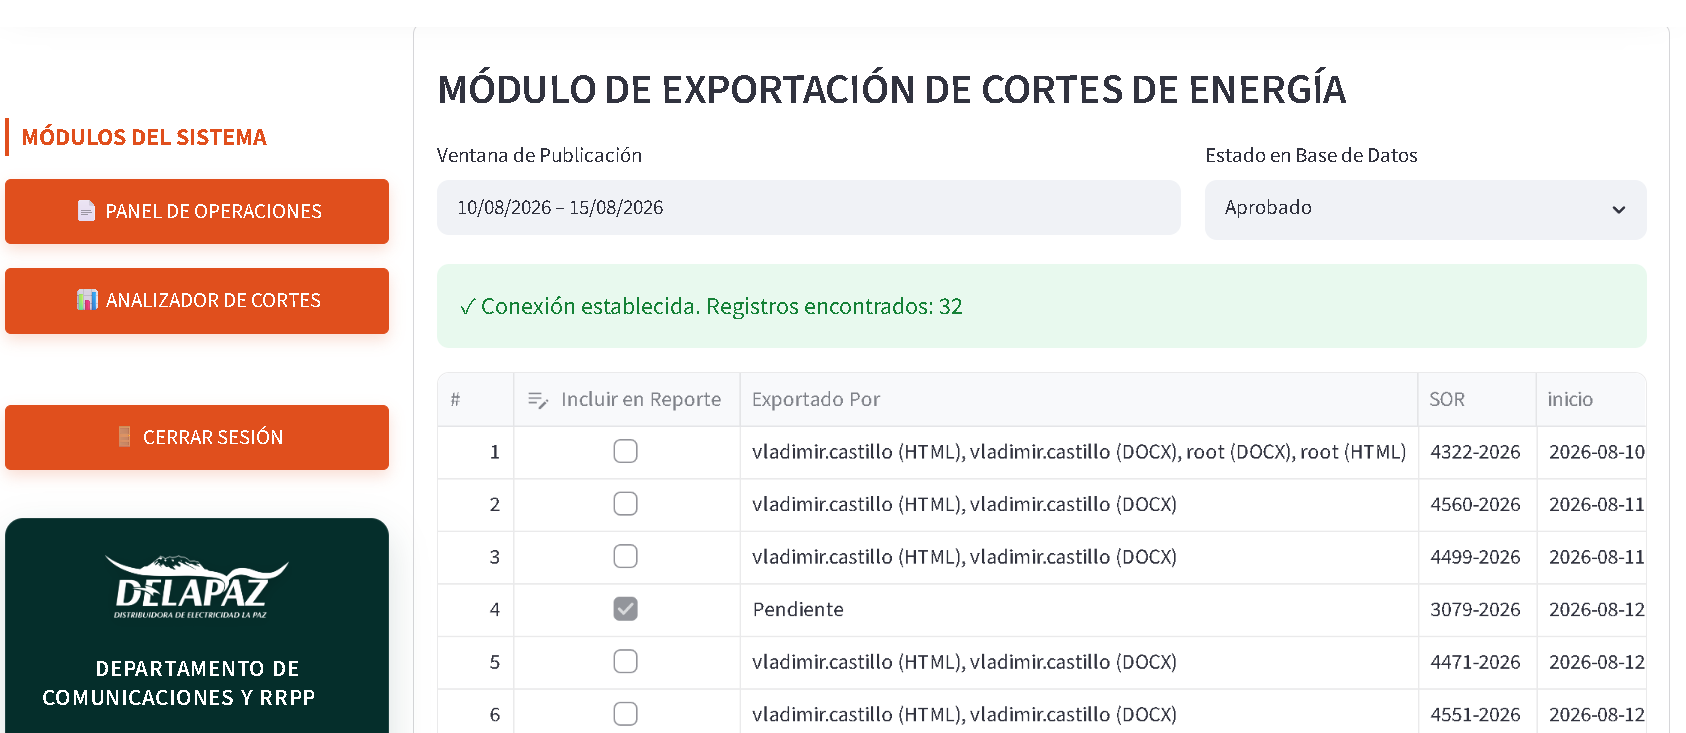 MÓDULOS DEL SISTEMA
PANEL DE OPERACIONES
ANALIZADOR DE CORTES
CERRAR SESIÓN
DELAPAZ
DISTRIBUIDORA DE ELECTRICIDAD LA PAZ
DEPARTAMENTO DE
COMUNICACIONES Y RRPP
MÓDULO DE EXPORTACIÓN DE CORTES DE ENERGÍA
Ventana de Publicación
10/08/2026 – 15/08/2026
Estado en Base de Datos
Aprobado
✓ Conexión establecida. Registros encontrados: 32
# Incluir en Reporte Exportado Por SOR inicio
1 vladimir.castillo (HTML), vladimir.castillo (DOCX), root (DOCX), root (HTML) 4322-2026 2026-08-10
2 vladimir.castillo (HTML), vladimir.castillo (DOCX) 4560-2026 2026-08-11
3 vladimir.castillo (HTML), vladimir.castillo (DOCX) 4499-2026 2026-08-11
4 Pendiente 3079-2026 2026-08-12
5 vladimir.castillo (HTML), vladimir.castillo (DOCX) 4471-2026 2026-08-12
6 vladimir.castillo (HTML), vladimir.castillo (DOCX) 4551-2026 2026-08-12